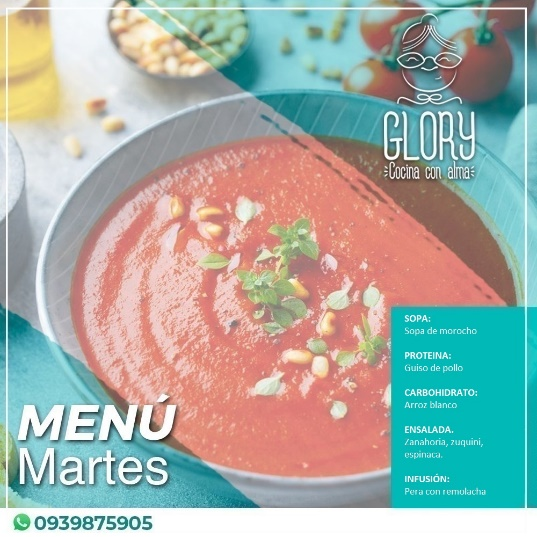 GLORY
Cocina con alma
SOPA:
Sopa de morocho
PROTEINA:
Guiso de pollo
CARBOHIDRATO:
Arroz blanco
ENSALADA.
Zanahoria, zuquini,
espinaca.
INFUSIÓN:
Pera con remolacha
MENÚ
Martes
0939875905